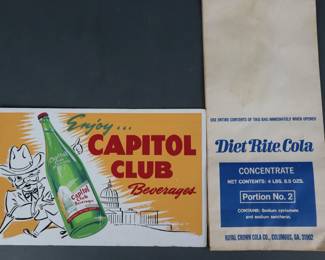 Enjoy...
CAPITOL
CLUB
Beverages
Capitol
Club
Beverages
USE ENTIRE CONTENTS OF THIS BAG IMMEDIATELY WHEN OPENED
Diet Rite Cola
CONCENTRATE
NET CONTENTS: 4 LBS. 8.5 OZS.
Portion No. 2
CONTAINS: Sodium cyclamate
and sodium saccharin.
ROYAL CROWN COLA CO., COLUMBUS, GA. 31902